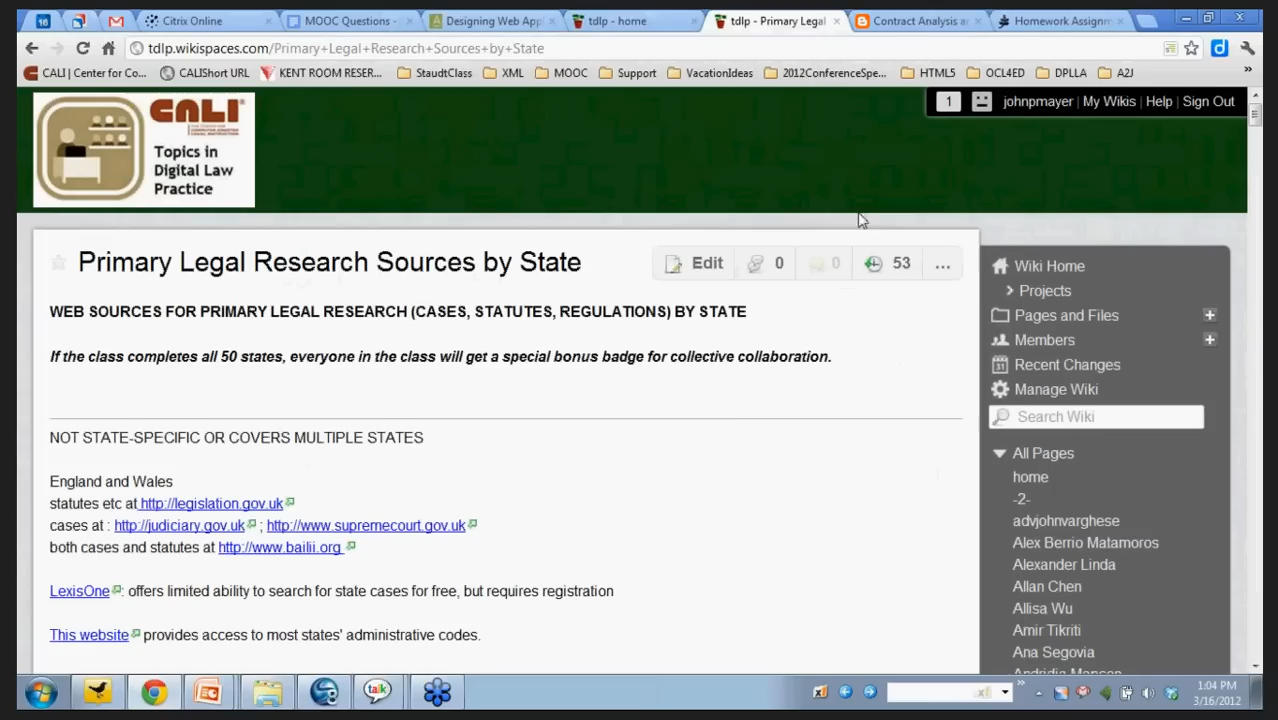 Citrix Online
MOOC Questions -
Designing Web Appl
tdlp - home
tdlp - Primary Legal
Contract Analysis a
Homework Assignm
tdlp.wikispaces.com/Primary+Legal+Research+Sources+by+State
CALI | Center for Co...
CALIShort URL
KENT ROOM RESER...
StaudtClass
XML
MOOC
Support
VacationIdeas
2012ConferenceSpe...
HTML5
OCL4ED
DPLLA
A2J
CALI
Topics in
Digital Law
Practice
1
johnpmayer | My Wikis | Help | Sign Out
Primary Legal Research Sources by State
Edit
0
0
53
...
WEB SOURCES FOR PRIMARY LEGAL RESEARCH (CASES, STATUTES, REGULATIONS) BY STATE
If the class completes all 50 states, everyone in the class will get a special bonus badge for collective collaboration.
NOT STATE-SPECIFIC OR COVERS MULTIPLE STATES
England and Wales
statutes etc at http://legislation.gov.uk
cases at : http://judiciary.gov.uk ; http://www.supremecourt.gov.uk
both cases and statutes at http://www.bailii.org
LexisOne : offers limited ability to search for state cases for free, but requires registration
This website provides access to most states' administrative codes.
Wiki Home
Projects
Pages and Files
Members
Recent Changes
Manage Wiki
Search Wiki
All Pages
home
-2-
advjohnvarghese
Alex Berrio Matamoros
Alexander Linda
Allan Chen
Allisa Wu
Amir Tikriti
Ana Segovia
talk
1:04 PM
3/16/2012